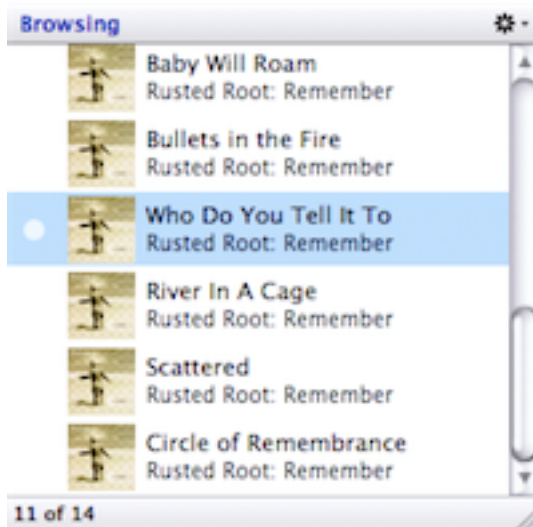 Browsing
Baby Will Roam
Rusted Root: Remember
Bullets in the Fire
Rusted Root: Remember
Who Do You Tell It To
Rusted Root: Remember
River In A Cage
Rusted Root: Remember
Scattered
Rusted Root: Remember
Circle of Remembrance
Rusted Root: Remember
11 of 14